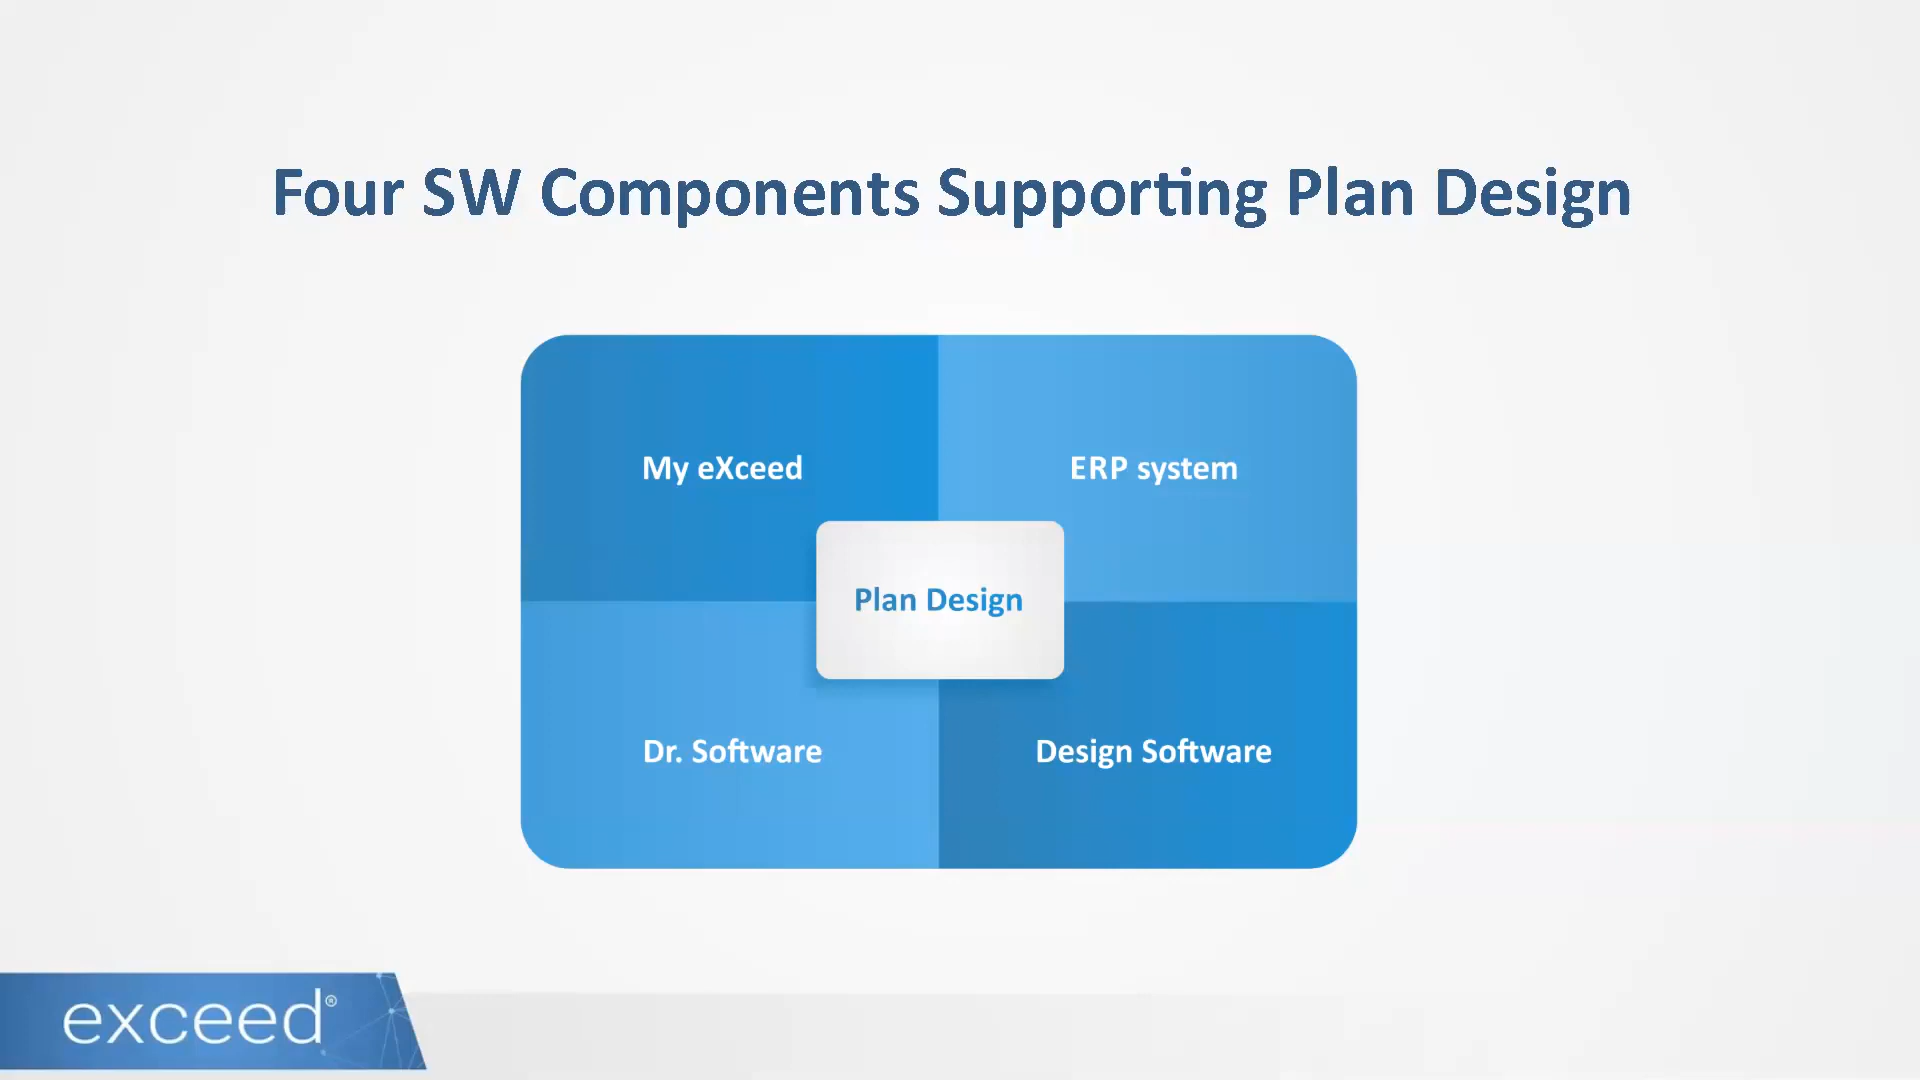 Four SW Components Supporting Plan Design
My eXceed
ERP system
Plan Design
Dr. Software
Design Software
exceed®